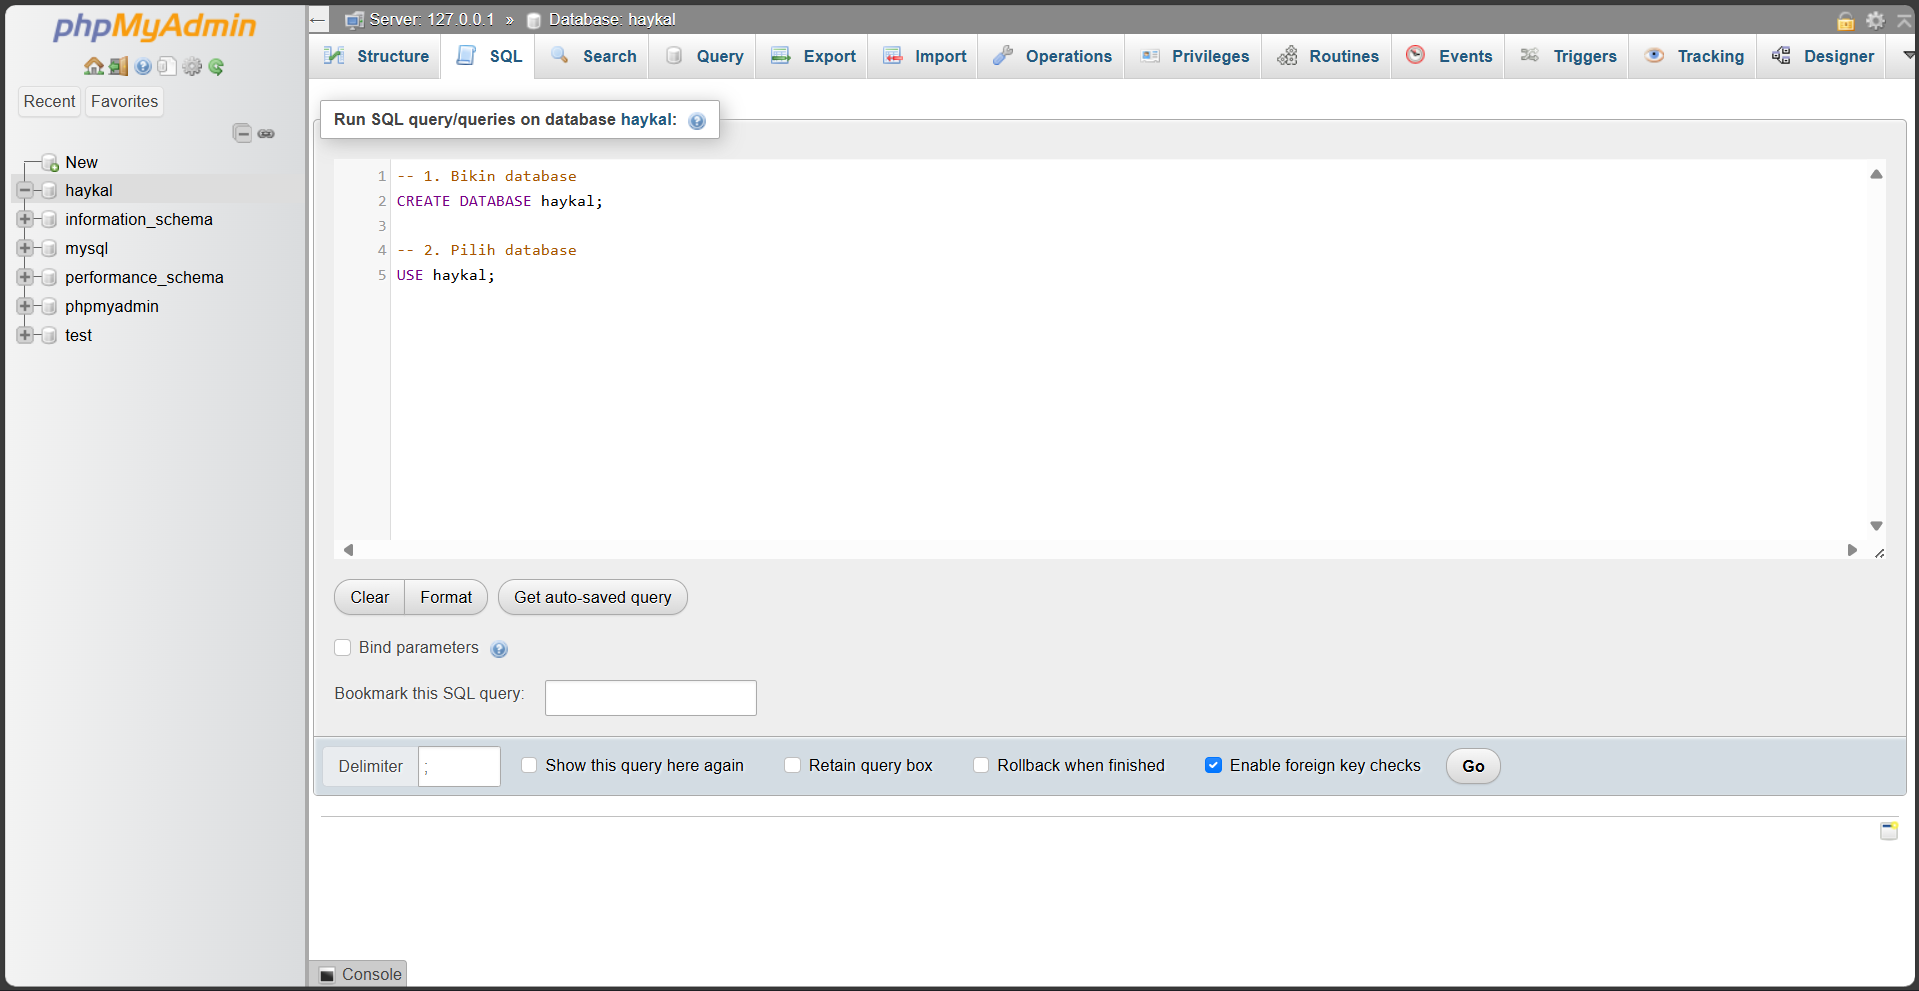 phpMyAdmin
Recent Favorites
New
haykal
information_schema
mysql
performance_schema
phpmyadmin
test
← Server: 127.0.0.1 » Database: haykal
Structure SQL Search Query Export Import Operations Privileges Routines Events Triggers Tracking Designer
Run SQL query/queries on database haykal:
1 -- 1. Bikin database
2 CREATE DATABASE haykal;
3
4 -- 2. Pilih database
5 USE haykal;
Clear Format Get auto-saved query
Bind parameters
Bookmark this SQL query:
Delimiter ; Show this query here again Retain query box Rollback when finished Enable foreign key checks Go
Console